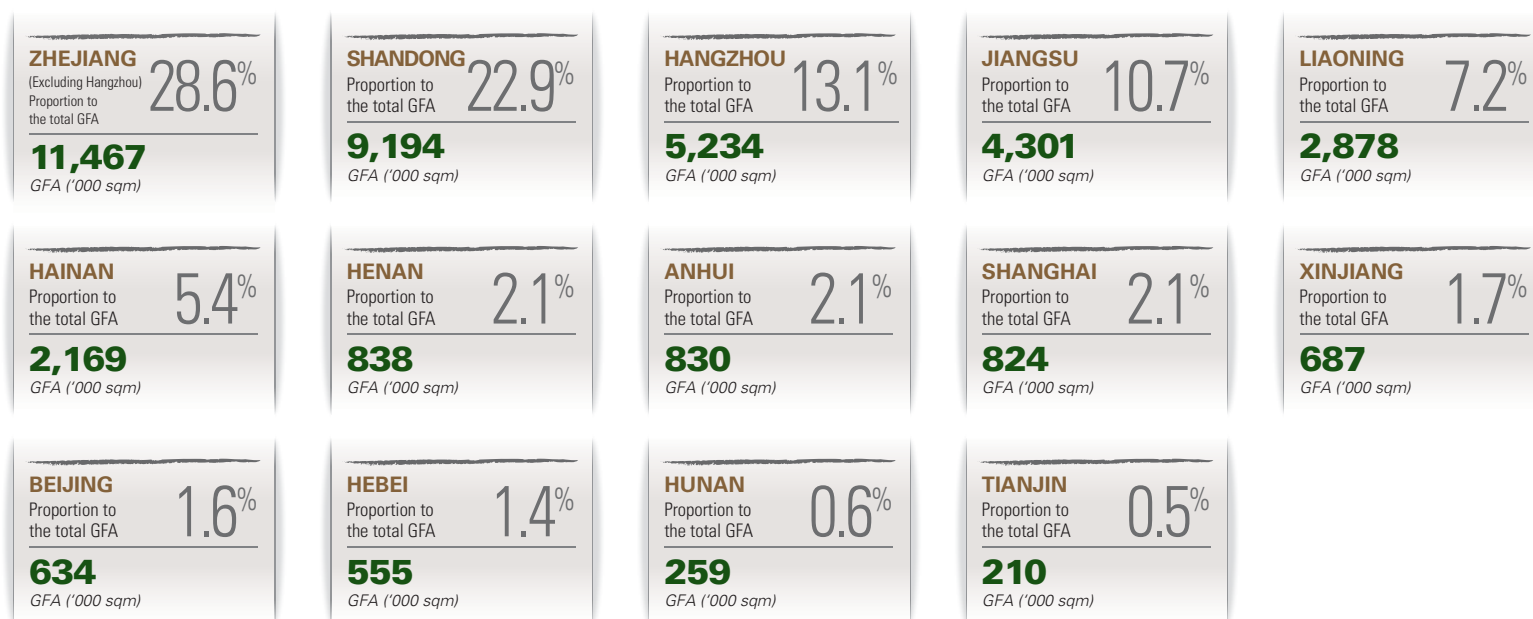 ZHEJIANG
(Excluding Hangzhou)
Proportion to
the total GFA
28.6%
11,467
GFA (‘000 sqm)
SHANDONG
Proportion to
the total GFA
22.9%
9,194
GFA (‘000 sqm)
HANGZHOU
Proportion to
the total GFA
13.1%
5,234
GFA (‘000 sqm)
JIANGSU
Proportion to
the total GFA
10.7%
4,301
GFA (‘000 sqm)
LIAONING
Proportion to
the total GFA
7.2%
2,878
GFA (‘000 sqm)
HAINAN
Proportion to
the total GFA
5.4%
2,169
GFA (‘000 sqm)
HENAN
Proportion to
the total GFA
2.1%
838
GFA (‘000 sqm)
ANHUI
Proportion to
the total GFA
2.1%
830
GFA (‘000 sqm)
SHANGHAI
Proportion to
the total GFA
2.1%
824
GFA (‘000 sqm)
XINJIANG
Proportion to
the total GFA
1.7%
687
GFA (‘000 sqm)
BEIJING
Proportion to
the total GFA
1.6%
634
GFA (‘000 sqm)
HEBEI
Proportion to
the total GFA
1.4%
555
GFA (‘000 sqm)
HUNAN
Proportion to
the total GFA
0.6%
259
GFA (‘000 sqm)
TIANJIN
Proportion to
the total GFA
0.5%
210
GFA (‘000 sqm)